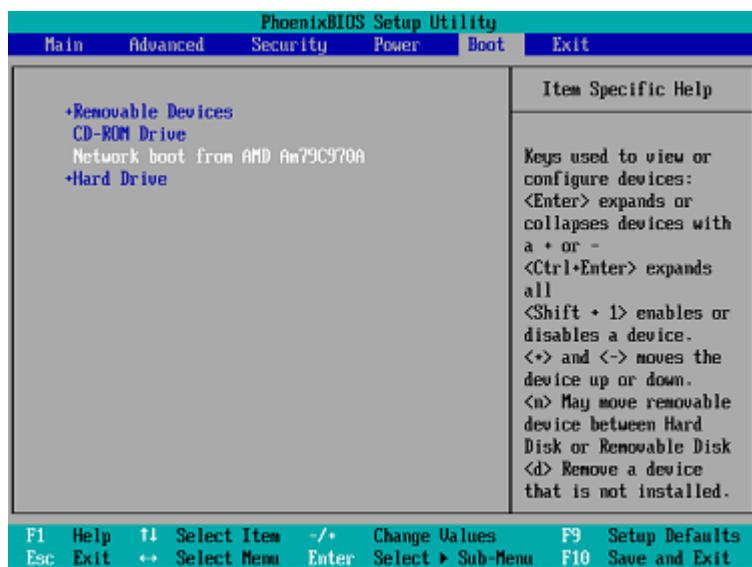 PhoenixBIOS Setup Utility
Main Advanced Security Power Boot Exit
+Removable Devices
CD-ROM Drive
Network boot from AMD Am79C970A
+Hard Drive
Item Specific Help
Keys used to view or
configure devices:
<Enter> expands or
collapses devices with
a + or -
<Ctrl+Enter> expands
all
<Shift + 1> enables or
disables a device.
<+> and <-> moves the
device up or down.
<n> May move removable
device between Hard
Disk or Removable Disk
<d> Remove a device
that is not installed.
F1 Help ↑↓ Select Item -/+ Change Values F9 Setup Defaults
Esc Exit ↔ Select Menu Enter Select ▶ Sub-Menu F10 Save and Exit